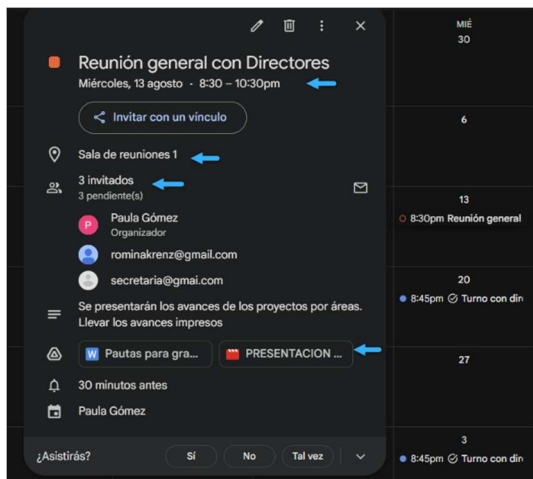 Reunión general con Directores
Miércoles, 13 agosto · 8:30 – 10:30pm
Invitar con un vínculo
Sala de reuniones 1
3 invitados
3 pendiente(s)
P
Paula Gómez
Organizador
rominakrenz@gmail.com
secretaria@gmai.com
Se presentarán los avances de los proyectos por áreas.
Llevar los avances impresos
W Pautas para gra...
PRESENTACION ...
30 minutos antes
Paula Gómez
¿Asistirás?
Sí
No
Tal vez
MIÉ
30
6
13
8:30pm Reunión general
20
8:45pm Turno con dir
27
3
8:45pm Turno con dir